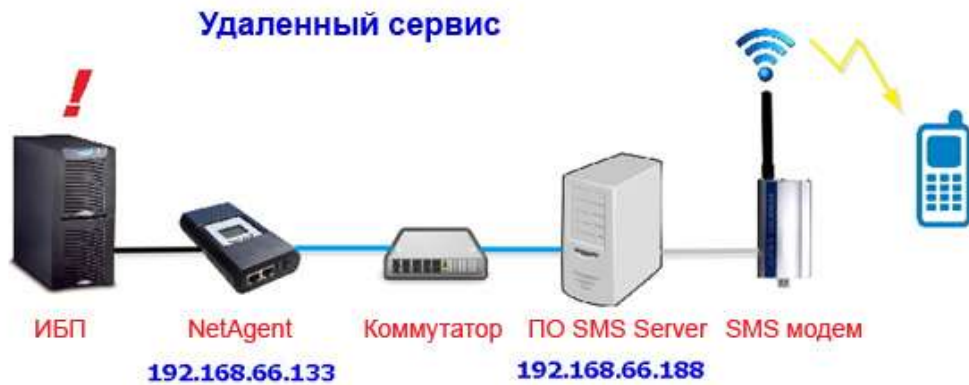 Удаленный сервис
!
ИБП NetAgent Коммутатор ПО SMS Server SMS модем
192.168.66.133 192.168.66.188